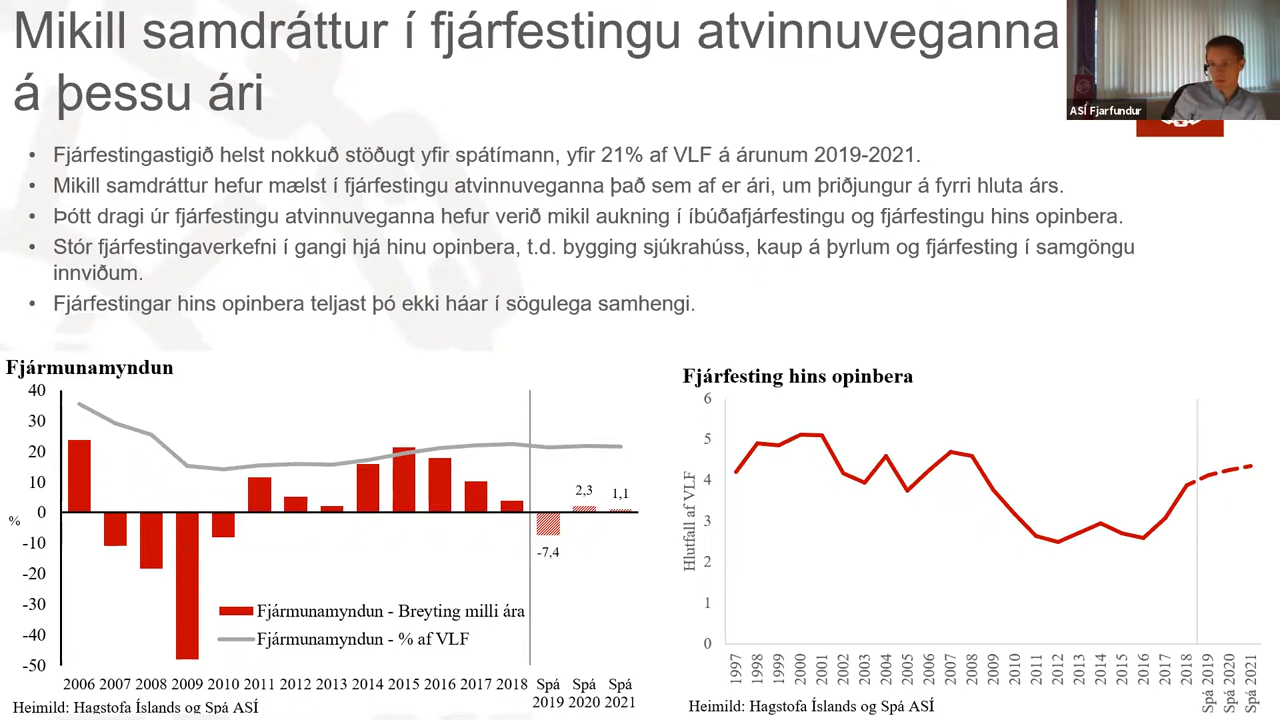 Mikill samdráttur í fjárfestingu atvinnuveganna
á þessu ári
ASÍ Fjarfundur
• Fjárfestingastigið helst nokkuð stöðugt yfir spátímann, yfir 21% af VLF á árunum 2019-2021.
• Mikill samdráttur hefur mælst í fjárfestingu atvinnuveganna það sem af er ári, um þriðjungur á fyrri hluta árs.
• Þótt dragi úr fjárfestingu atvinnuveganna hefur verið mikil aukning í íbúðafjárfestingu og fjárfestingu hins opinbera.
• Stór fjárfestingaverkefni í gangi hjá hinu opinbera, t.d. bygging sjúkrahúss, kaup á þyrlum og fjárfesting í samgöngu
innviðum.
• Fjárfestingar hins opinbera teljast þó ekki háar í sögulega samhengi.
Fjármunamyndun
40
30
20
10
0
%
-10
-20
-30
-40
-50
2,3
1,1
-7,4
Fjármunamyndun - Breyting milli ára
Fjármunamyndun - % af VLF
2006 2007 2008 2009 2010 2011 2012 2013 2014 2015 2016 2017 2018 Spá Spá Spá
2019 2020 2021
Heimild: Hagstofa Íslands og Spá ASÍ
Fjárfesting hins opinbera
Hlutfall af VLF
6
5
4
3
2
1
0
1997
1998
1999
2000
2001
2002
2003
2004
2005
2006
2007
2008
2009
2010
2011
2012
2013
2014
2015
2016
2017
2018
Spá 2019
Spá 2020
Spá 2021
Heimild: Hagstofa Íslands og Spá ASÍ